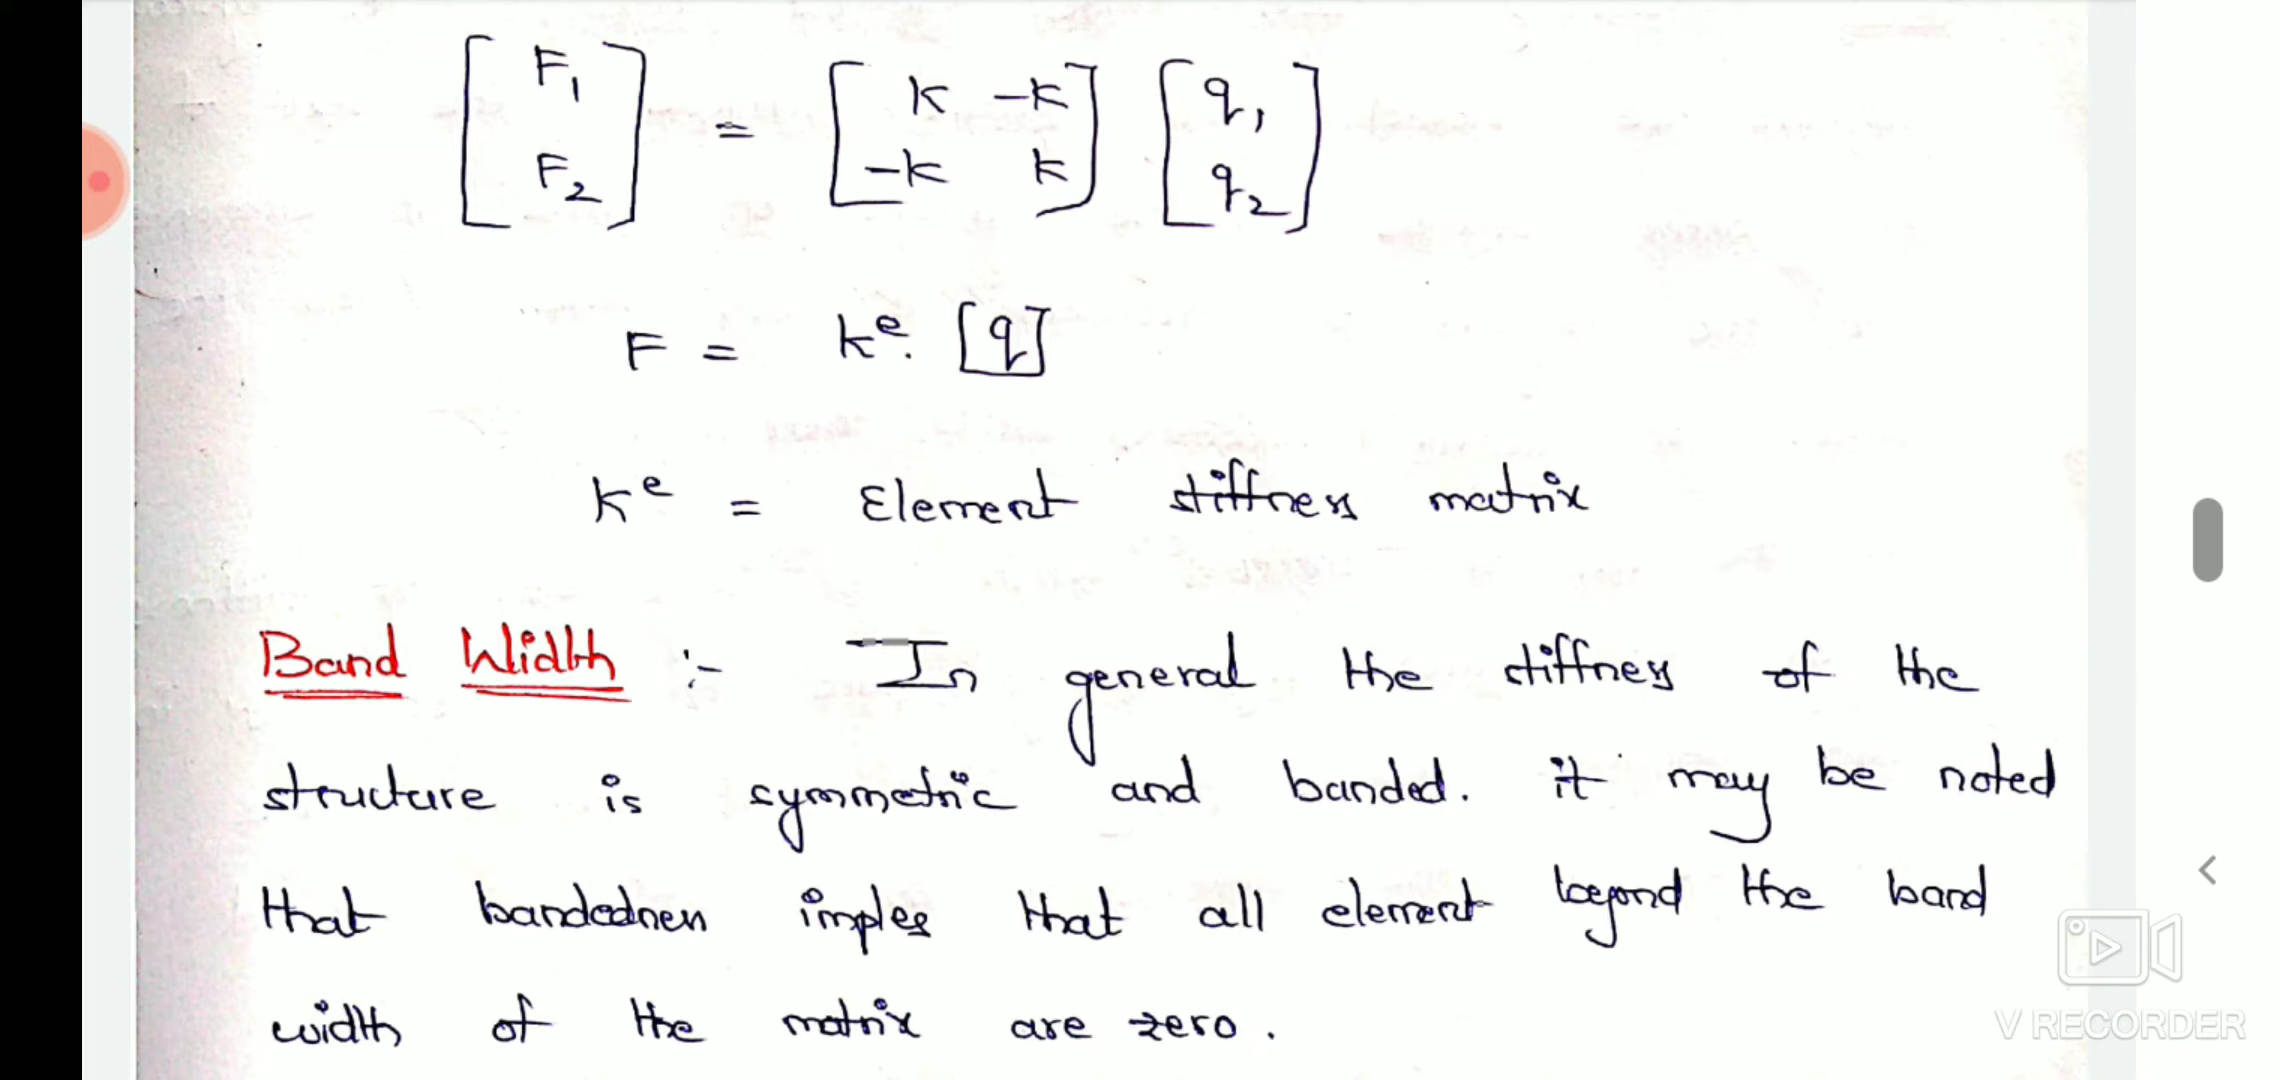 [F1 F2] = [K -K -K K] [q1 q2]
F = k^e. [q]
K^e = Element stiffness matrix
Band Width :- In general the stiffness of the
structure is symmetric and banded. it may be noted
that bandedness imples that all element beyond the band
width of the matrix are zero.
V RECORDER